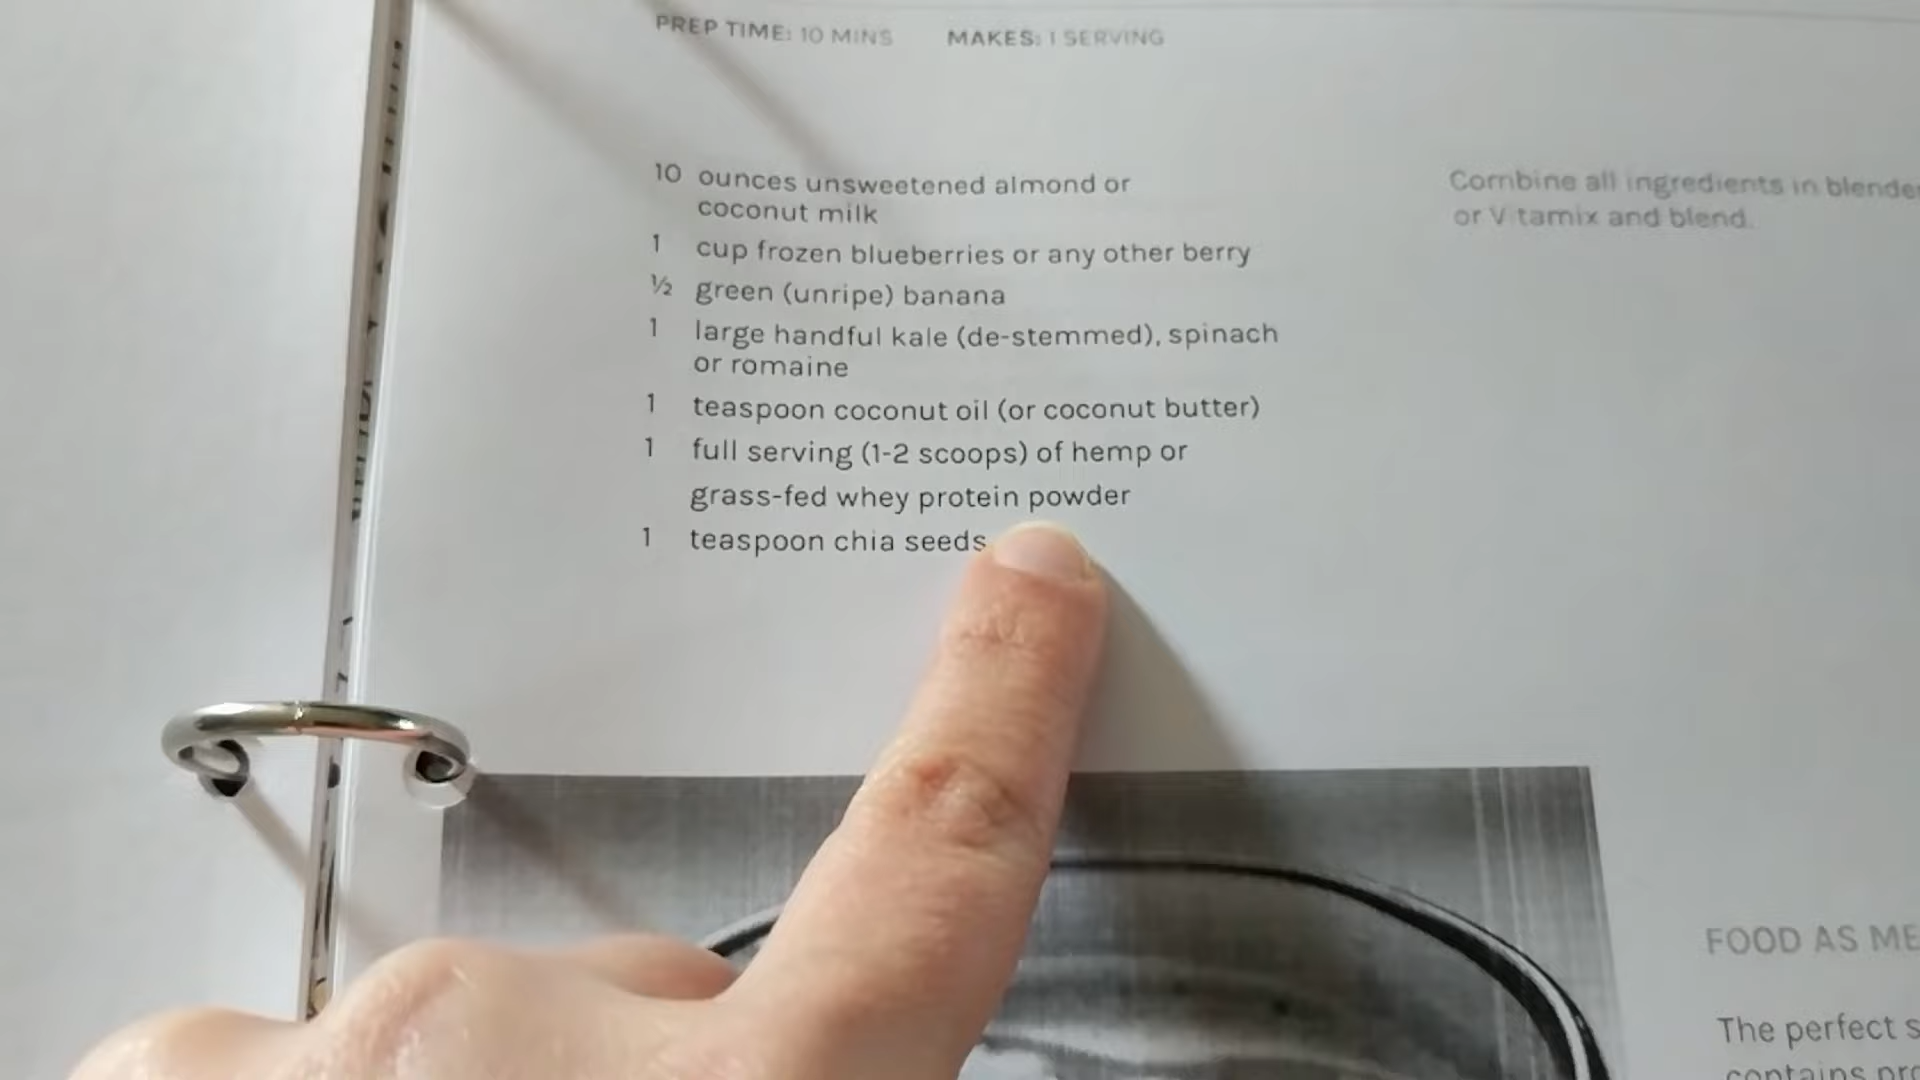 PREP TIME: 10 MINS MAKES: 1 SERVING
10 ounces unsweetened almond or
coconut milk
1 cup frozen blueberries or any other berry
½ green (unripe) banana
1 large handful kale (de-stemmed), spinach
or romaine
1 teaspoon coconut oil (or coconut butter)
1 full serving (1-2 scoops) of hemp or
grass-fed whey protein powder
1 teaspoon chia seeds
Combine all ingredients in blende
or V tamix and blend.
FOOD AS ME
The perfect s
contains pro